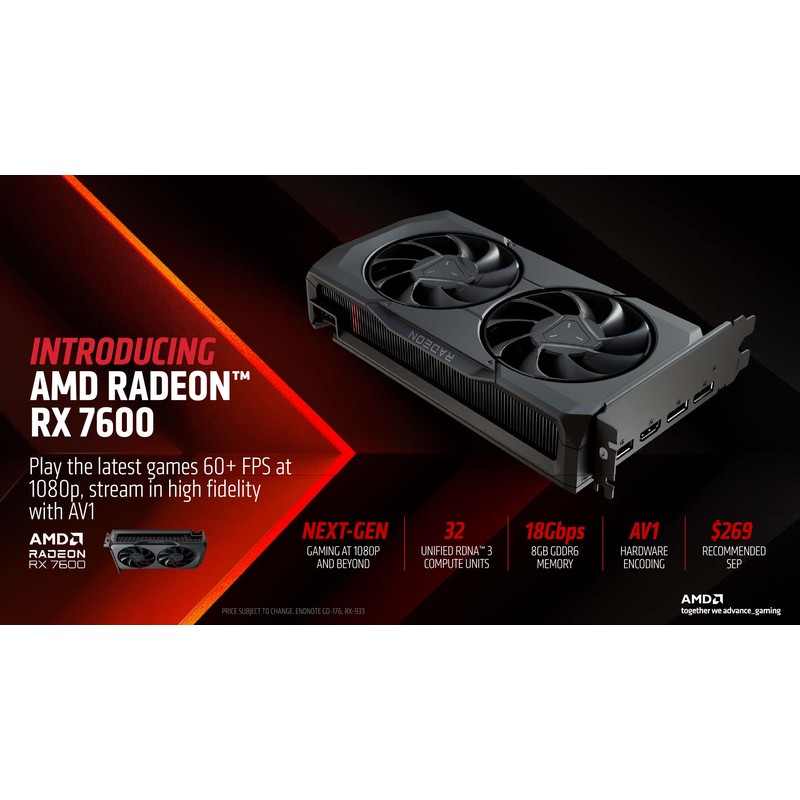 INTRODUCING
AMD RADEON™
RX 7600
Play the latest games 60+ FPS at
1080p, stream in high fidelity
with AV1
AMD
RADEON
RX 7600
RADEON
NEXT-GEN
GAMING AT 1080P
AND BEYOND
32
UNIFIED RDNA™ 3
COMPUTE UNITS
18Gbps
8GB GDDR6
MEMORY
AV1
HARDWARE
ENCODING
$269
RECOMMENDED
SEP
PRICE SUBJECT TO CHANGE. ENDNOTE GD-176, RX-933
AMD
together we advance_gaming